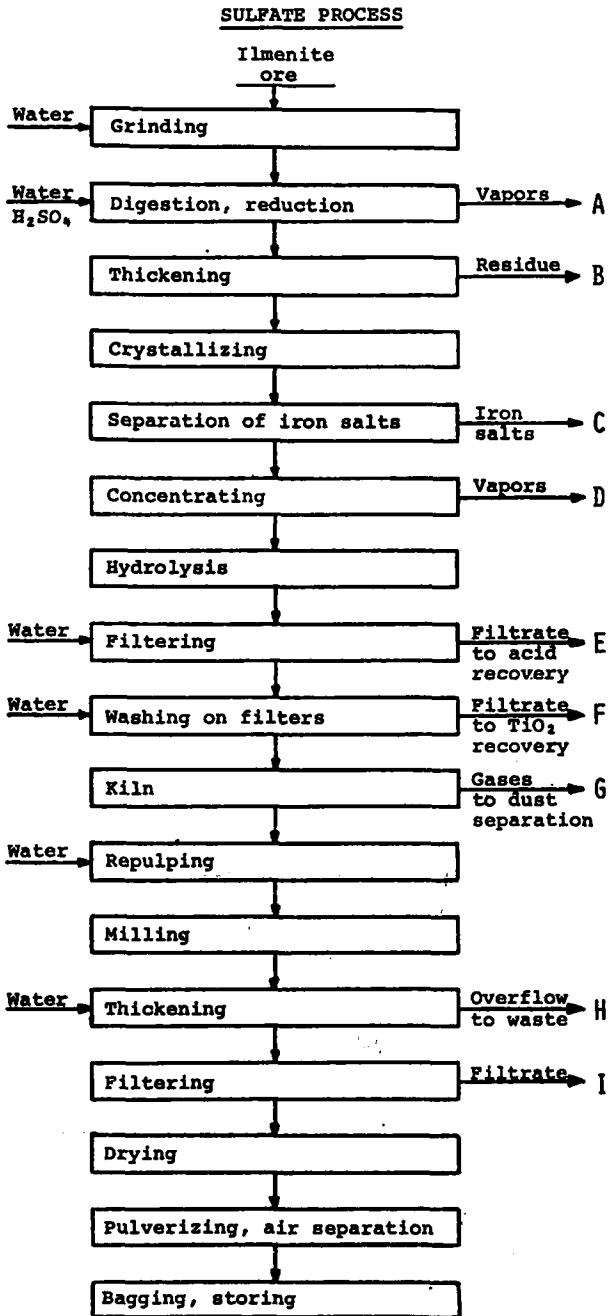 SULFATE PROCESS
Ilmenite
ore
Water
Grinding
Water
H₂SO₄
Digestion, reduction
Vapors
A
Thickening
Residue
B
Crystallizing
Separation of iron salts
Iron
salts
C
Concentrating
Vapors
D
Hydrolysis
Water
Filtering
Filtrate
to acid
recovery
E
Water
Washing on filters
Filtrate
to TiO₂
recovery
F
Kiln
Gases
to dust
separation
G
Water
Repulping
Milling
Water
Thickening
Overflow
to waste
H
Filtering
Filtrate
I
Drying
Pulverizing, air separation
Bagging, storing